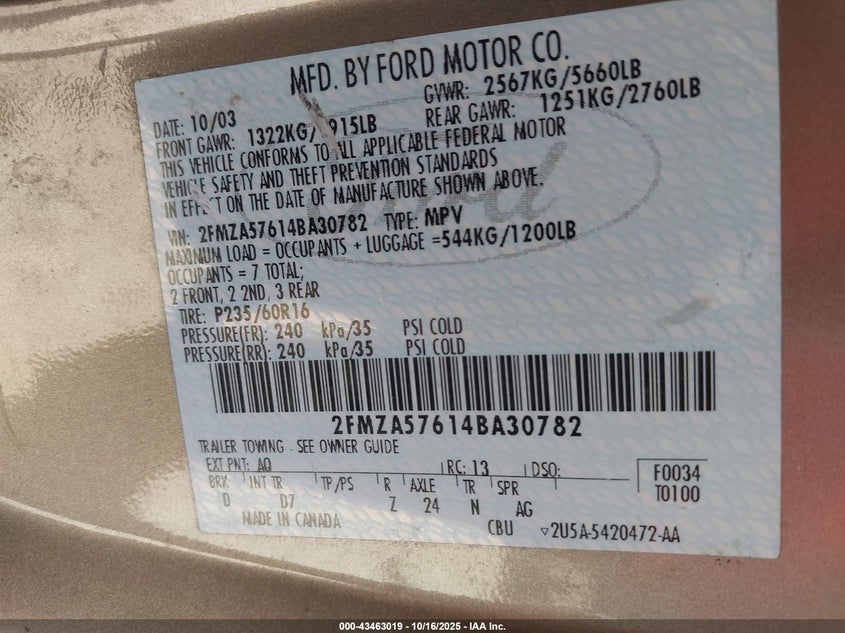 MFD. BY FORD MOTOR CO.
DATE: 10/03 GVWR: 2567KG/5660LB
FRONT GAWR: 1322KG/ 915LB REAR GAWR: 1251KG/2760LB
THIS VEHICLE CONFORMS TO ALL APPLICABLE FEDERAL MOTOR
VEHICLE SAFETY AND THEFT PREVENTION STANDARDS
IN EFFECT ON THE DATE OF MANUFACTURE SHOWN ABOVE.
VIN: 2FMZA57614BA30782 TYPE: MPV
MAXIMUM LOAD = OCCUPANTS + LUGGAGE =544KG/1200LB
OCCUPANTS = 7 TOTAL;
2 FRONT, 2 2ND, 3 REAR
TIRE: P235/60R16
PRESSURE(FR): 240 kPa/35 PSI COLD
PRESSURE(RR): 240 kPa/35 PSI COLD
2FMZA57614BA30782
TRAILER TOWING - SEE OWNER GUIDE
EXT PNT: AQ RC: 13 DSO: F0034
BRK INT TR TP/PS R AXLE TR SPR T0100
D D7 Z 24 N AG
MADE IN CANADA CBU ▽2U5A-5420472-AA
Ford
000-43463019 - 10/16/2025 - IAA Inc.